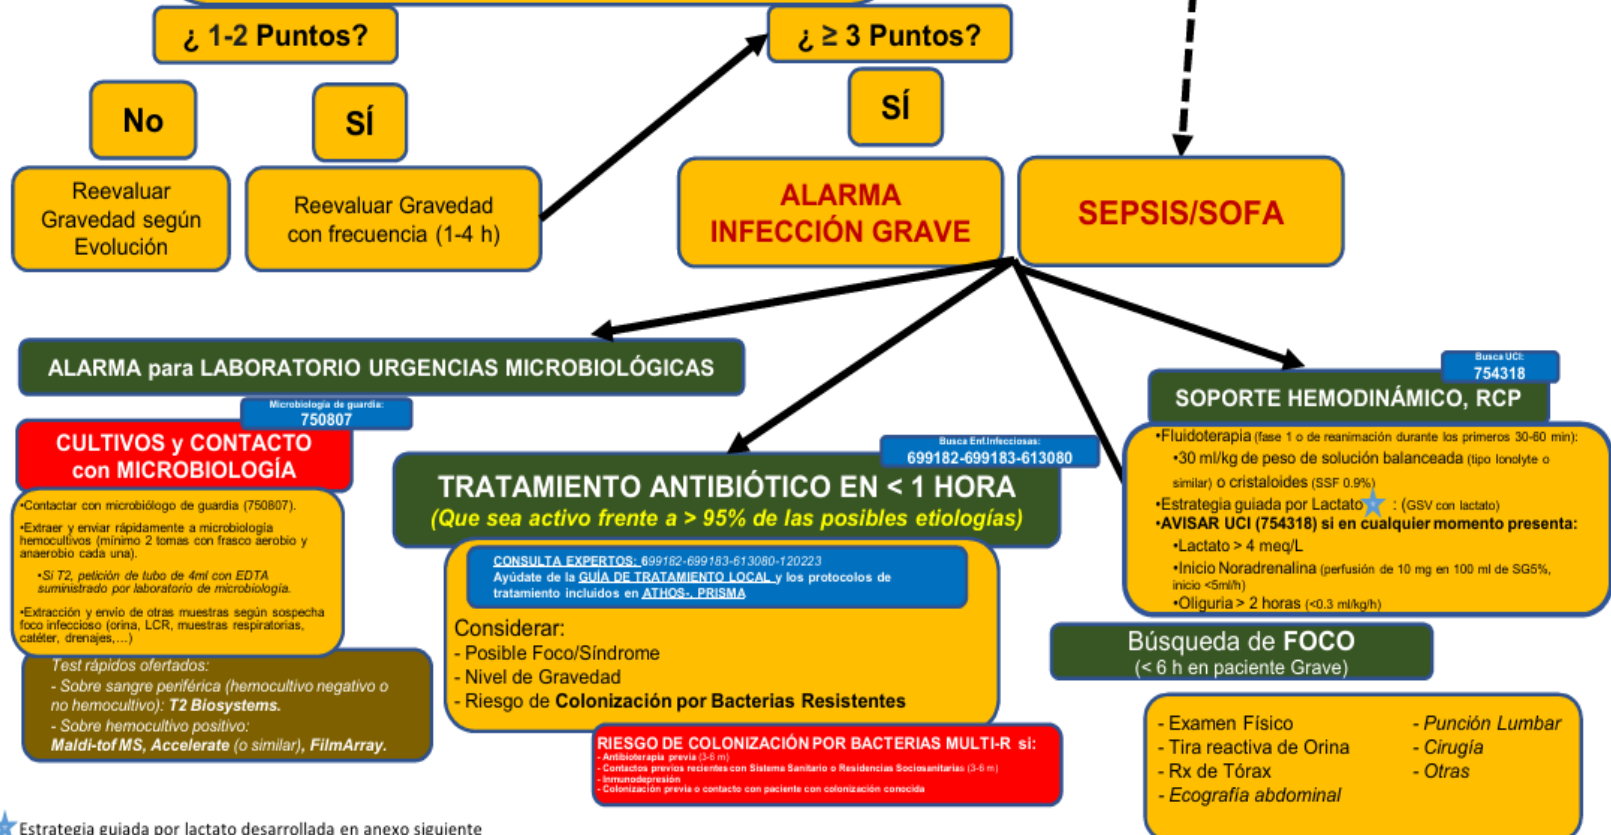 ¿ 1-2 Puntos?
¿ ≥ 3 Puntos?
No
SÍ
SÍ
Reevaluar
Gravedad según
Evolución
Reevaluar Gravedad
con frecuencia (1-4 h)
ALARMA
INFECCIÓN GRAVE
SEPSIS/SOFA
ALARMA para LABORATORIO URGENCIAS MICROBIOLÓGICAS
Microbiología de guardia:
750807
CULTIVOS y CONTACTO
con MICROBIOLOGÍA
•Contactar con microbiólogo de guardia (750807).
•Extraer y enviar rápidamente a microbiología
hemocultivos (mínimo 2 tomas con frasco aerobio y
anaerobio cada una).
•Si T2, petición de tubo de 4ml con EDTA
suministrado por laboratorio de microbiología.
•Extracción y envío de otras muestras según sospecha
foco infeccioso (orina, LCR, muestras respiratorias,
catéter, drenajes,...)
Test rápidos ofertados:
- Sobre sangre periférica (hemocultivo negativo o
no hemocultivo): T2 Biosystems.
- Sobre hemocultivo positivo:
Maldi-tof MS, Accelerate (o similar), FilmArray.
Busca Enf.Infecciosas:
699182-699183-613080
TRATAMIENTO ANTIBIÓTICO EN < 1 HORA
(Que sea activo frente a > 95% de las posibles etiologías)
CONSULTA EXPERTOS: 699182-699183-613080-120223
Ayúdate de la GUÍA DE TRATAMIENTO LOCAL y los protocolos de
tratamiento incluidos en ATHOS-, PRISMA
Considerar:
- Posible Foco/Síndrome
- Nivel de Gravedad
- Riesgo de Colonización por Bacterias Resistentes
RIESGO DE COLONIZACIÓN POR BACTERIAS MULTI-R si:
- Antibioterapia previa (3-6 m)
- Contactos previos recientes con Sistema Sanitario o Residencias Sociosanitarias (3-6 m)
- Inmunodepresión
- Colonización previa o contacto con paciente con colonización conocida
Busca UCI:
754318
SOPORTE HEMODINÁMICO, RCP
•Fluidoterapia (fase 1 o de reanimación durante los primeros 30-60 min):
•30 ml/kg de peso de solución balanceada (tipo Ionolyte o
similar) o cristaloides (SSF 0.9%)
•Estrategia guiada por Lactato : (GSV con lactato)
•AVISAR UCI (754318) si en cualquier momento presenta:
•Lactato > 4 meq/L
•Inicio Noradrenalina (perfusión de 10 mg en 100 ml de SG5%,
inicio <5ml/h)
•Oliguria > 2 horas (<0.3 ml/kg/h)
Búsqueda de FOCO
(< 6 h en paciente Grave)
- Examen Físico
- Tira reactiva de Orina
- Rx de Tórax
- Ecografía abdominal
- Punción Lumbar
- Cirugía
- Otras
Estrategia guiada por lactato desarrollada en anexo siguiente